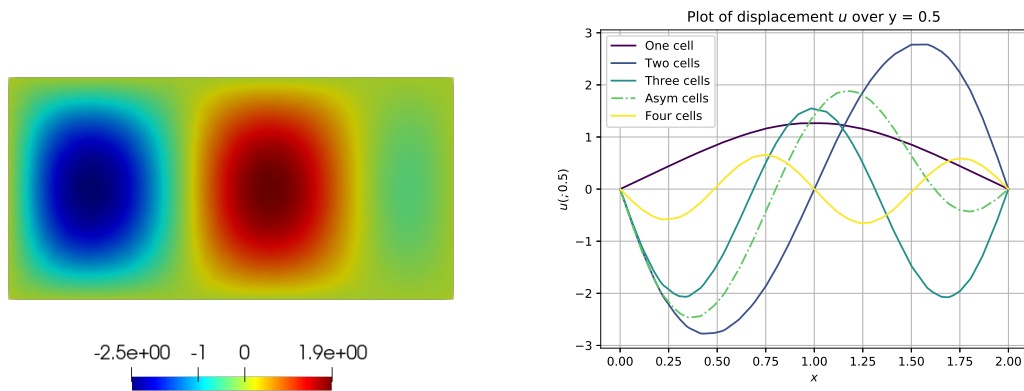 -2.5e+00 -1 0 1.9e+00
Plot of displacement u over y = 0.5
One cell
Two cells
Three cells
Asym cells
Four cells
3
2
1
0
−1
−2
−3
u(;0.5)
0.00 0.25 0.50 0.75 1.00 1.25 1.50 1.75 2.00
x